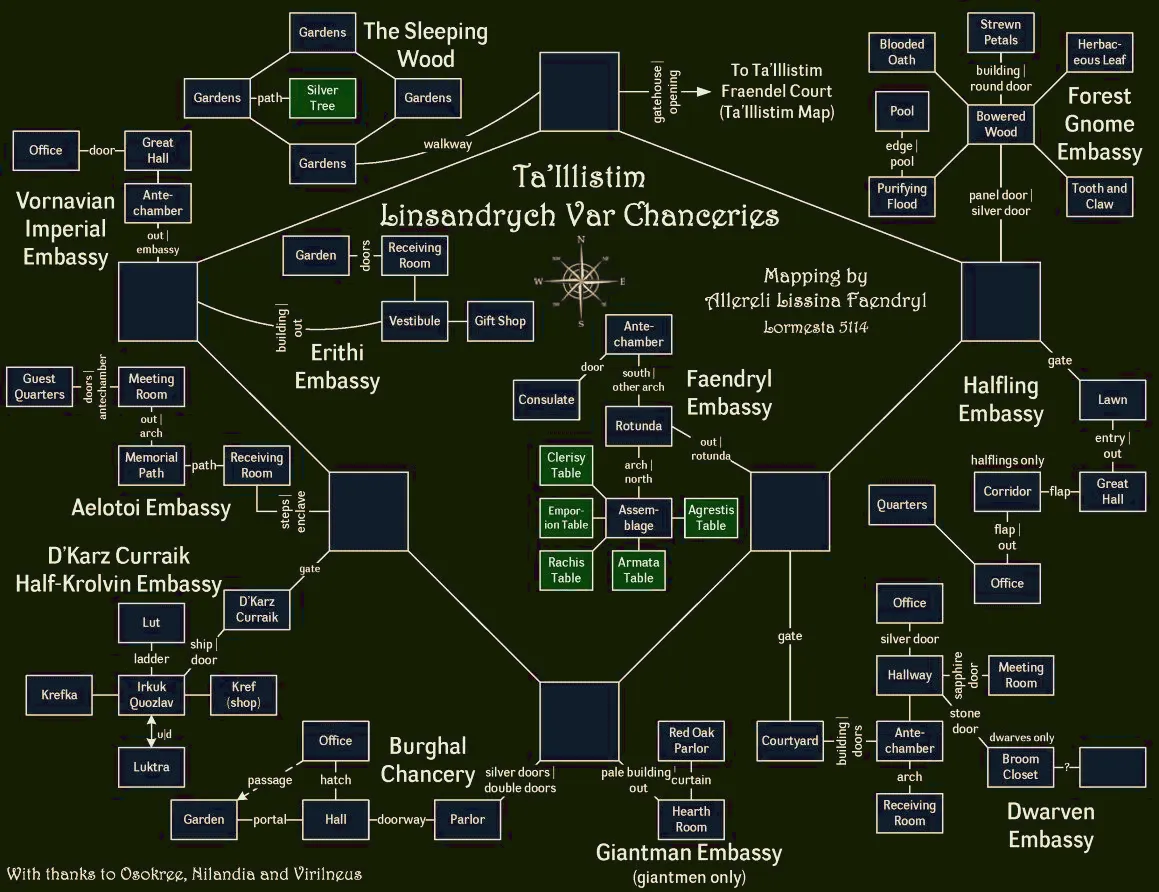 The Sleeping
Wood
Gardens
Gardens
path
Silver
Tree
Gardens
Gardens
walkway
gatehouse|
opening
To Ta'Illistim
Fraendel Court
(Ta'Illistim Map)
Blooded
Oath
Strewn
Petals
Herbac-
eous Leaf
building|
round door
Pool
edge|
pool
Bowered
Wood
Forest
Gnome
Embassy
Purifying
Flood
panel door|
silver door
Tooth and
Claw
Office
door
Great
Hall
Ante-
chamber
Vornavian
Imperial
Embassy
out|
embassy
Ta'Illistim
Linsandrych Var Chanceries
Mapping by
Allereli Lissina Faendryl
Lormesta 5114
N
W
E
S
Garden
doors
Receiving
Room
Vestibule
Gift Shop
building|
out
Erithi
Embassy
Guest
Quarters
doors|
antechamber
Meeting
Room
out|
arch
Memorial
Path
path
Receiving
Room
steps|
enclave
Aelotoi Embassy
Ante-
chamber
door
Consulate
south|
other arch
Faendryl
Embassy
Rotunda
out|
rotunda
arch|
north
Clerisy
Table
Empor-
ion Table
Assem-
blage
Agrestis
Table
Rachis
Table
Armata
Table
gate
Halfling
Embassy
Lawn
entry|
out
halflings only
Corridor
flap
Great
Hall
Quarters
flap|
out
Office
D'Karz Curraik
Half-Krolvin Embassy
gate
D'Karz
Curraik
Lut
ladder
ship|
door
Krefka
Irkuk
Quozlav
Kref
(shop)
u|d
Luktra
gate
Courtyard
building|
doors
Office
silver door
Hallway
sapphire
door
Meeting
Room
stone
door
Ante-
chamber
dwarves only
Broom
Closet
?
arch
Receiving
Room
Dwarven
Embassy
Office
passage
hatch
Garden
portal
Hall
doorway
Parlor
Burghal
Chancery
silver doors|
double doors
pale building|
out
Red Oak
Parlor
curtain
Hearth
Room
Giantman Embassy
(giantmen only)
With thanks to Osokree, Nilandia and Virilneus